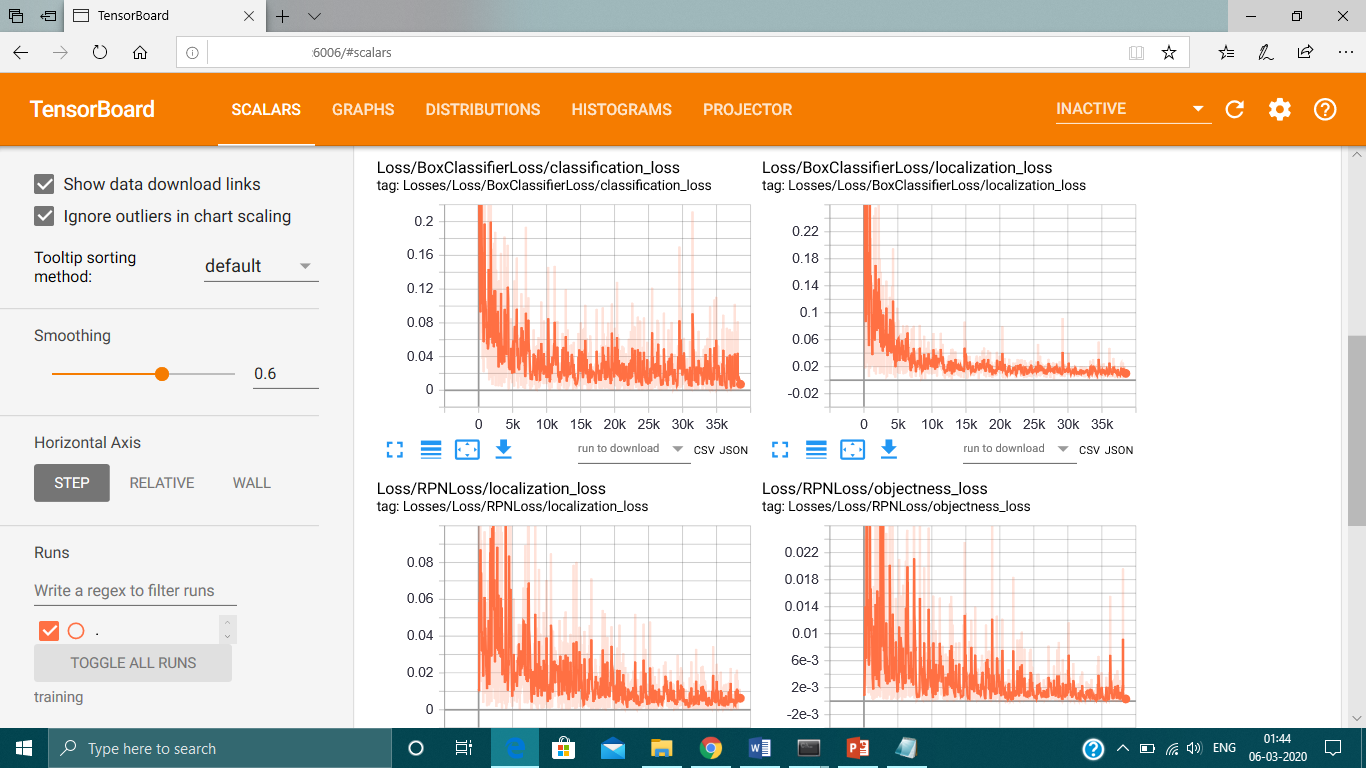 TensorBoard
:6006/#scalars
TensorBoard SCALARS GRAPHS DISTRIBUTIONS HISTOGRAMS PROJECTOR INACTIVE
Show data download links
Ignore outliers in chart scaling
Tooltip sorting
method:
default
Smoothing
0.6
Horizontal Axis
STEP RELATIVE WALL
Runs
Write a regex to filter runs
.
TOGGLE ALL RUNS
training
Loss/BoxClassifierLoss/classification_loss
tag: Losses/Loss/BoxClassifierLoss/classification_loss
0.2
0.16
0.12
0.08
0.04
0
0 5k 10k 15k 20k 25k 30k 35k
run to download CSV JSON
Loss/BoxClassifierLoss/localization_loss
tag: Losses/Loss/BoxClassifierLoss/localization_loss
0.22
0.18
0.14
0.1
0.06
0.02
-0.02
0 5k 10k 15k 20k 25k 30k 35k
run to download CSV JSON
Loss/RPNLoss/localization_loss
tag: Losses/Loss/RPNLoss/localization_loss
0.08
0.06
0.04
0.02
0
Loss/RPNLoss/objectness_loss
tag: Losses/Loss/RPNLoss/objectness_loss
0.022
0.018
0.014
0.01
6e-3
2e-3
-2e-3
Type here to search
ENG
01:44
06-03-2020